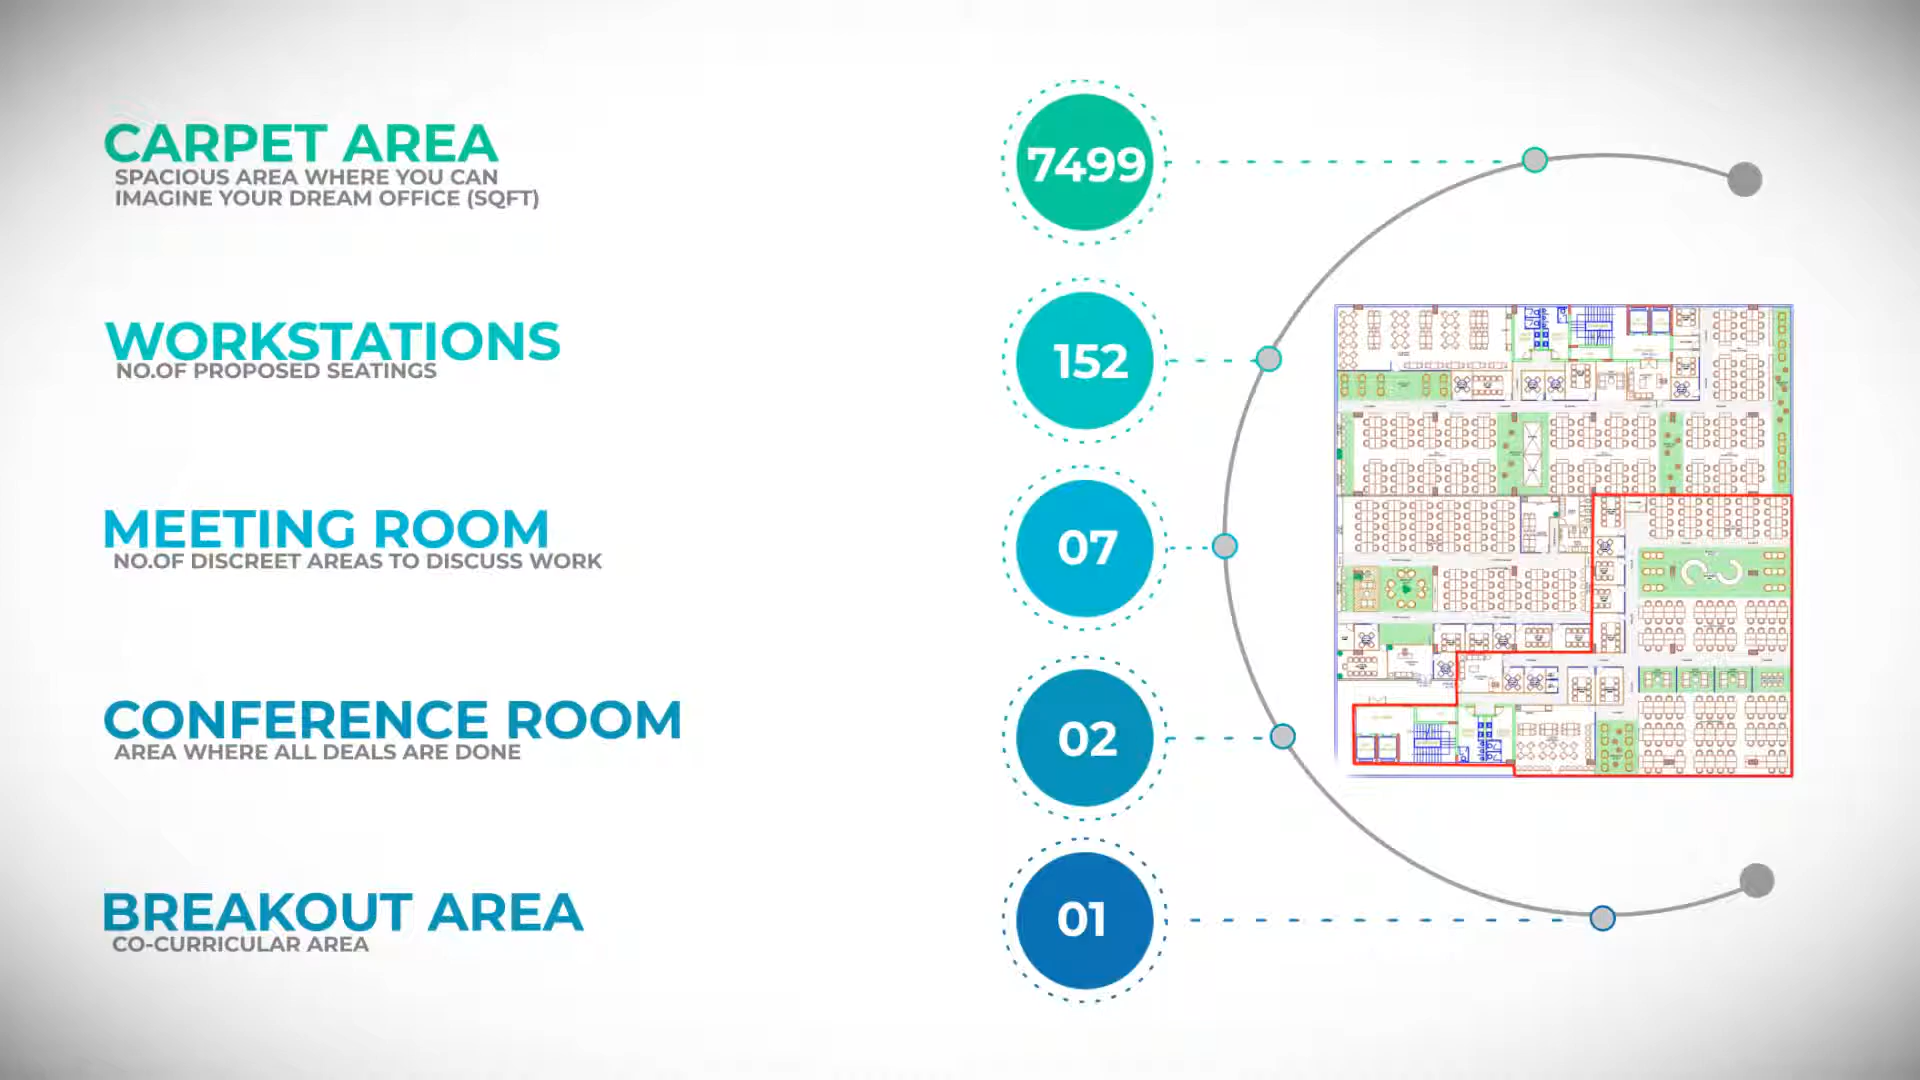 CARPET AREA
SPACIOUS AREA WHERE YOU CAN
IMAGINE YOUR DREAM OFFICE (SQFT)
7499
WORKSTATIONS
NO.OF PROPOSED SEATINGS
152
MEETING ROOM
NO.OF DISCREET AREAS TO DISCUSS WORK
07
CONFERENCE ROOM
AREA WHERE ALL DEALS ARE DONE
02
BREAKOUT AREA
CO-CURRICULAR AREA
01